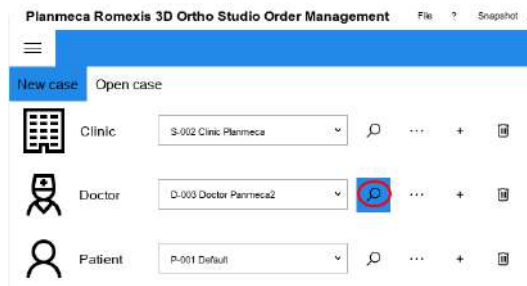 Planmeca Romexis 3D Ortho Studio Order Management File ? Snapshot
New case Open case
Clinic S-002 Clinic Planmeca ... +
Doctor D-003 Doctor Panmeca2 ... +
Patient P-001 Default ... +